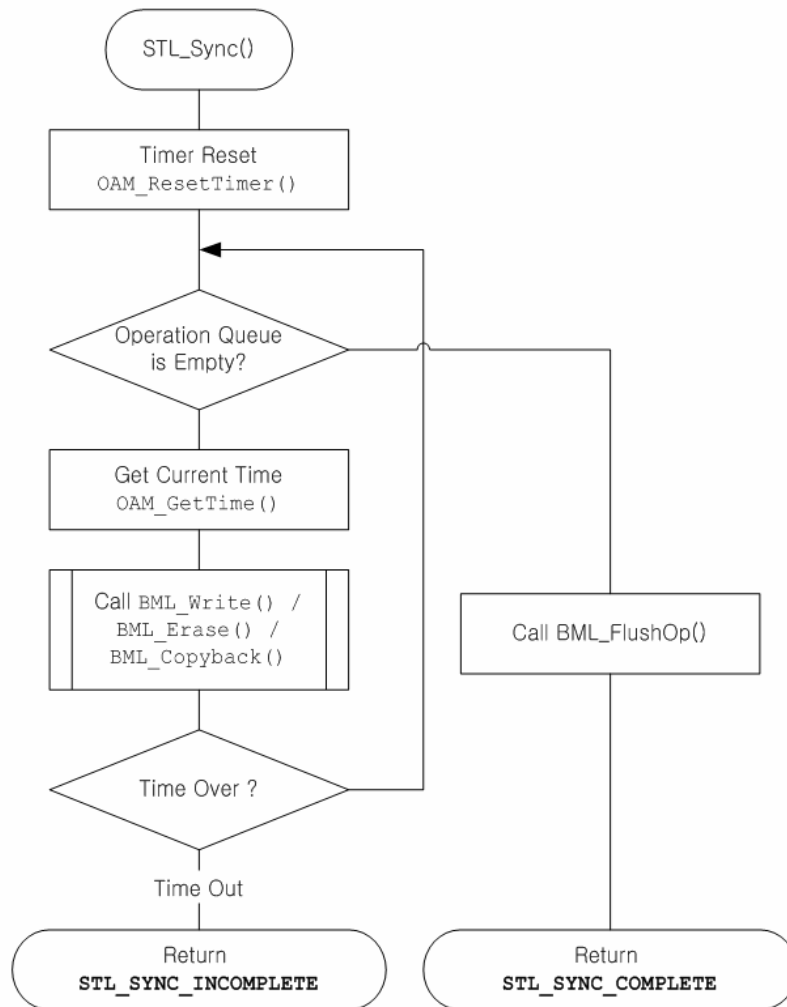 STL_Sync()
Timer Reset
OAM_ResetTimer()
Operation Queue
is Empty?
Get Current Time
OAM_GetTime()
Call BML_Write() /
BML_Erase() /
BML_Copyback()
Call BML_FlushOp()
Time Over ?
Time Out
Return
STL_SYNC_INCOMPLETE
Return
STL_SYNC_COMPLETE